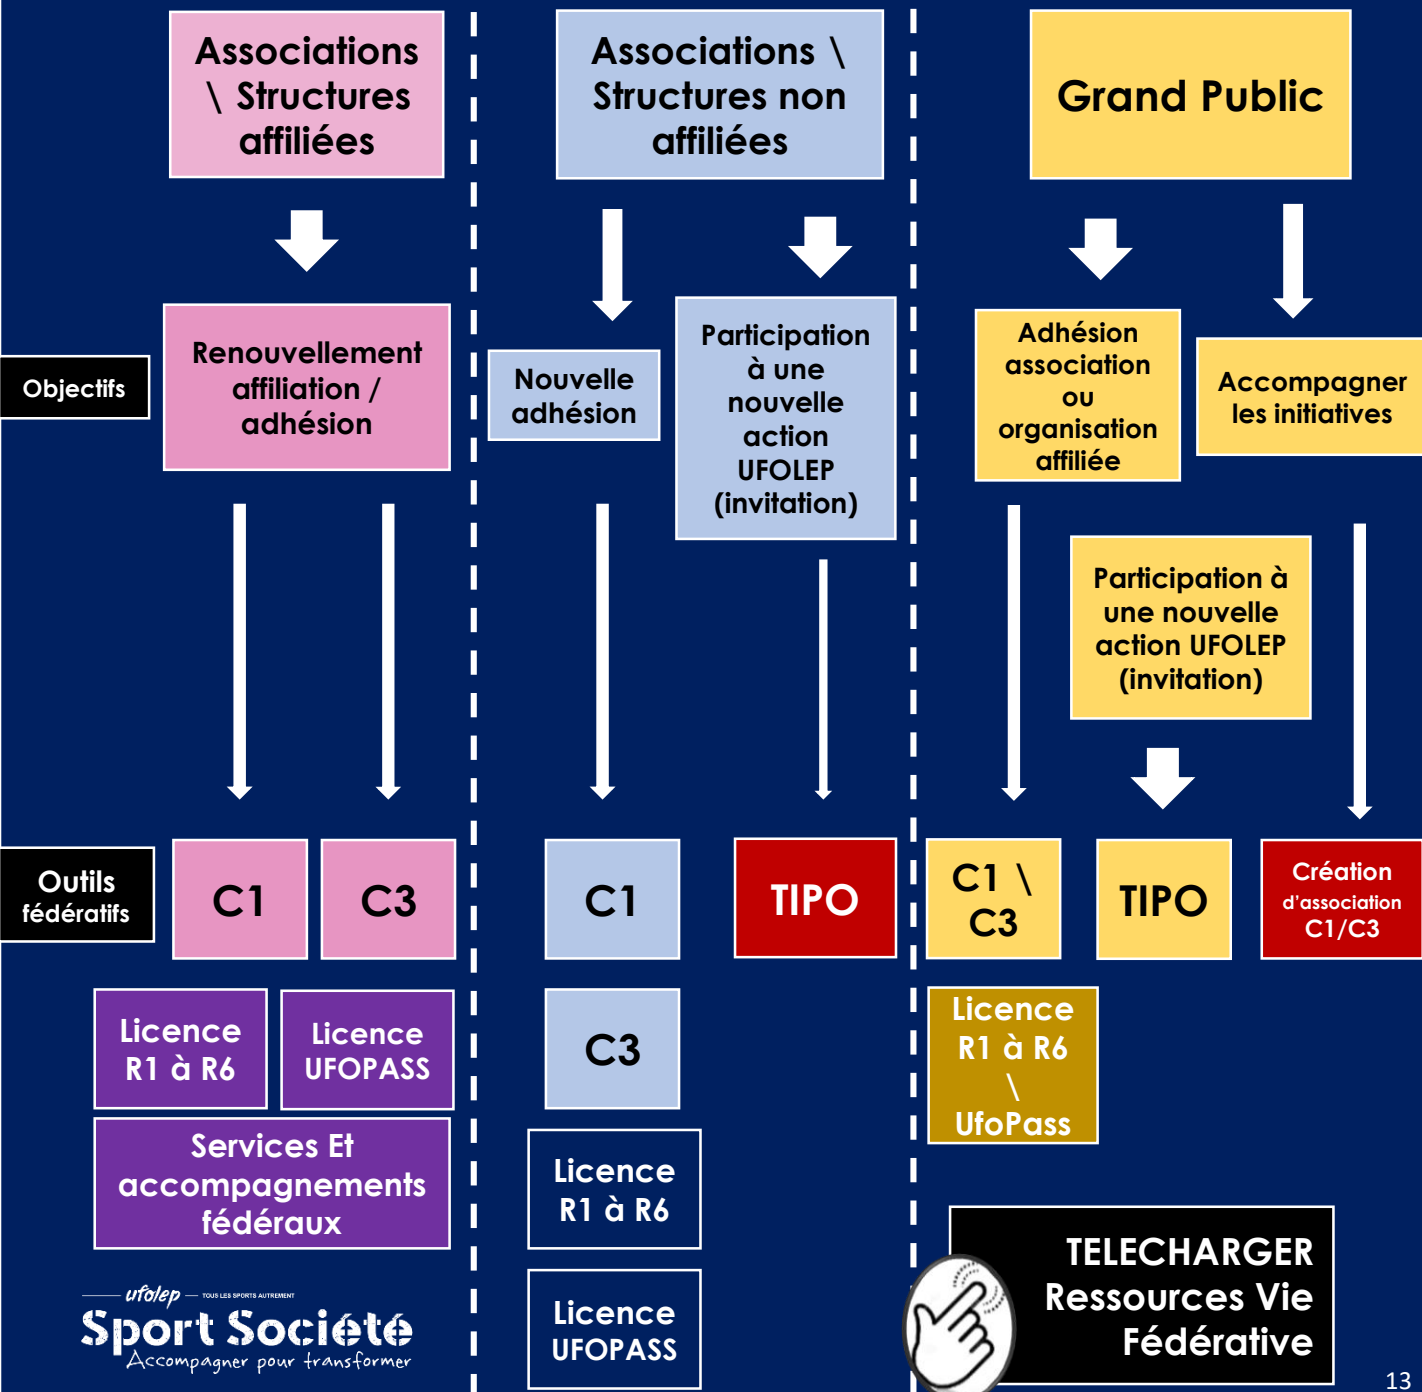 Associations
\ Structures
affiliées
Associations \
Structures non
affiliées
Grand Public
Objectifs
Renouvellement
affiliation /
adhésion
Nouvelle
adhésion
Participation
à une
nouvelle
action
UFOLEP
(invitation)
Adhésion
association
ou
organisation
affiliée
Accompagner
les initiatives
Participation à
une nouvelle
action UFOLEP
(invitation)
Outils
fédératifs
C1
C3
C1
TIPO
C1 \
C3
TIPO
Création
d'association
C1/C3
Licence
R1 à R6
Licence
UFOPASS
C3
Licence
R1 à R6
\
UfoPass
Services Et
accompagnements
fédéraux
Licence
R1 à R6
Licence
UFOPASS
TELECHARGER
Ressources Vie
Fédérative
ufolep
TOUS LES SPORTS AUTREMENT
Sport Société
Accompagner pour transformer
13